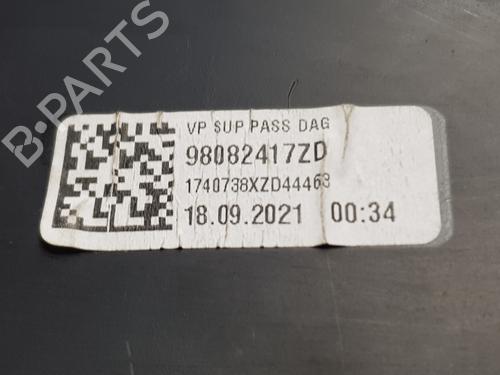 B-PARTS
VP SUP PASS DAG
98082417ZD
1740738XZD44463
18.09.2021 00:34